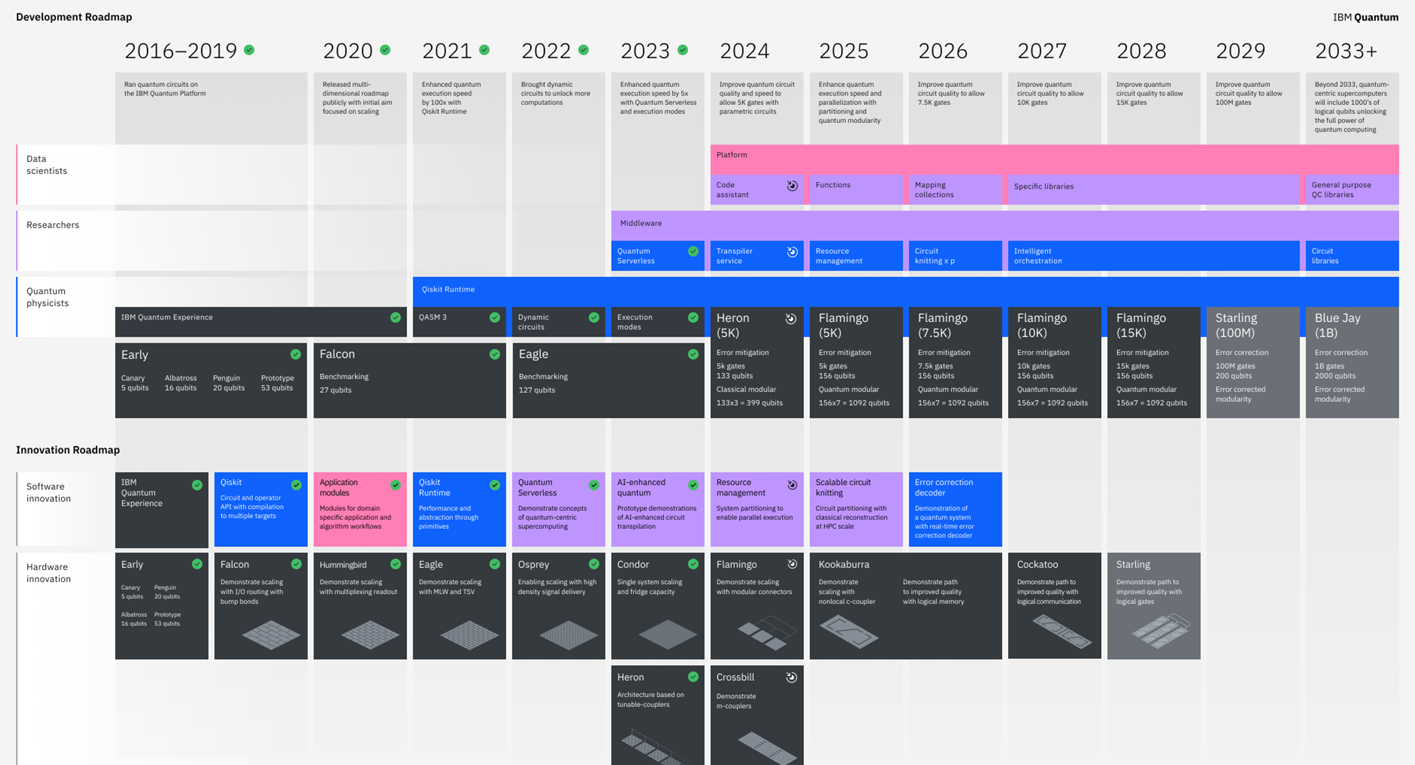 Development Roadmap
IBM Quantum
2016–2019
2020
2021
2022
2023
2024
2025
2026
2027
2028
2029
2033+
Ran quantum circuits on
the IBM Quantum Platform
Released multi-
dimensional roadmap
publicly with initial aim
focused on scaling
Enhanced quantum
execution speed
by 100x with
Qiskit Runtime
Brought dynamic
circuits to unlock more
computations
Enhanced quantum
execution speed by 5x
with Quantum Serverless
and execution modes
Improve quantum circuit
quality and speed to
allow 5K gates with
parametric circuits
Enhance quantum
execution speed and
parallelization with
partitioning and
quantum modularity
Improve quantum
circuit quality to allow
7.5K gates
Improve quantum
circuit quality to allow
10K gates
Improve quantum
circuit quality to allow
15K gates
Improve quantum
circuit quality to allow
100M gates
Beyond 2033, quantum-
centric supercomputers
will include 1000's of
logical qubits unlocking
the full power of
quantum computing
Data
scientists
Platform
Code
assistant
Functions
Mapping
collections
Specific libraries
General purpose
QC libraries
Researchers
Middleware
Quantum
Serverless
Transpiler
service
Resource
management
Circuit
knitting x p
Intelligent
orchestration
Circuit
libraries
Quantum
physicists
Qiskit Runtime
IBM Quantum Experience
QASM 3
Dynamic
circuits
Execution
modes
Early
Canary
5 qubits
Albatross
16 qubits
Penguin
20 qubits
Prototype
53 qubits
Falcon
Benchmarking
27 qubits
Eagle
Benchmarking
127 qubits
Heron
(5K)
Error mitigation
5k gates
133 qubits
Classical modular
133x3 = 399 qubits
Flamingo
(5K)
Error mitigation
5k gates
156 qubits
Quantum modular
156x7 = 1092 qubits
Flamingo
(7.5K)
Error mitigation
7.5k gates
156 qubits
Quantum modular
156x7 = 1092 qubits
Flamingo
(10K)
Error mitigation
10k gates
156 qubits
Quantum modular
156x7 = 1092 qubits
Flamingo
(15K)
Error mitigation
15k gates
156 qubits
Quantum modular
156x7 = 1092 qubits
Starling
(100M)
Error correction
100M gates
200 qubits
Error corrected
modularity
Blue Jay
(1B)
Error correction
1B gates
2000 qubits
Error corrected
modularity
Innovation Roadmap
Software
innovation
IBM
Quantum
Experience
Qiskit
Circuit and operator
API with compilation
to multiple targets
Application
modules
Modules for domain
specific application and
algorithm workflows
Qiskit
Runtime
Performance and
abstraction through
primitives
Quantum
Serverless
Demonstrate concepts
of quantum-centric
supercomputing
AI-enhanced
quantum
Prototype demonstrations
of AI-enhanced circuit
transpilation
Resource
management
System partitioning to
enable parallel execution
Scalable circuit
knitting
Circuit partitioning with
classical reconstruction
at HPC scale
Error correction
decoder
Demonstration of
a quantum system
with real-time error
correction decoder
Hardware
innovation
Early
Canary
5 qubits
Penguin
20 qubits
Albatross
16 qubits
Prototype
53 qubits
Falcon
Demonstrate scaling
with I/O routing with
bump bonds
Hummingbird
Demonstrate scaling
with multiplexing readout
Eagle
Demonstrate scaling
with MLW and TSV
Osprey
Enabling scaling with high
density signal delivery
Condor
Single system scaling
and fridge capacity
Flamingo
Demonstrate scaling
with modular connectors
Kookaburra
Demonstrate
scaling with
nonlocal c-coupler
Demonstrate path
to improved quality
with logical memory
Cockatoo
Demonstrate path to
improved quality with
logical communication
Starling
Demonstrate path to
improved quality with
logical gates
Heron
Architecture based on
tunable-couplers
Crossbill
Demonstrate
m-couplers